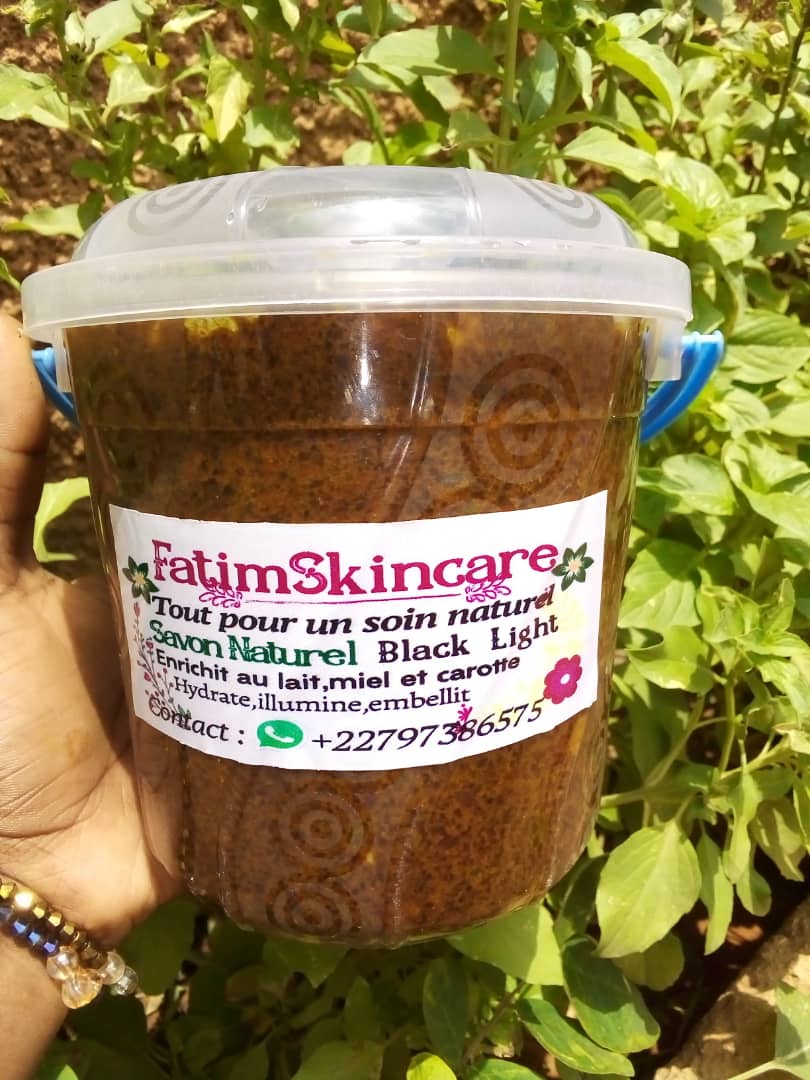 FatimSkincare
Tout pour un soin naturel
Savon Naturel Black Light
Enrichit au lait,miel et carotte
Hydrate,illumine,embellit
Contact : +22797386575